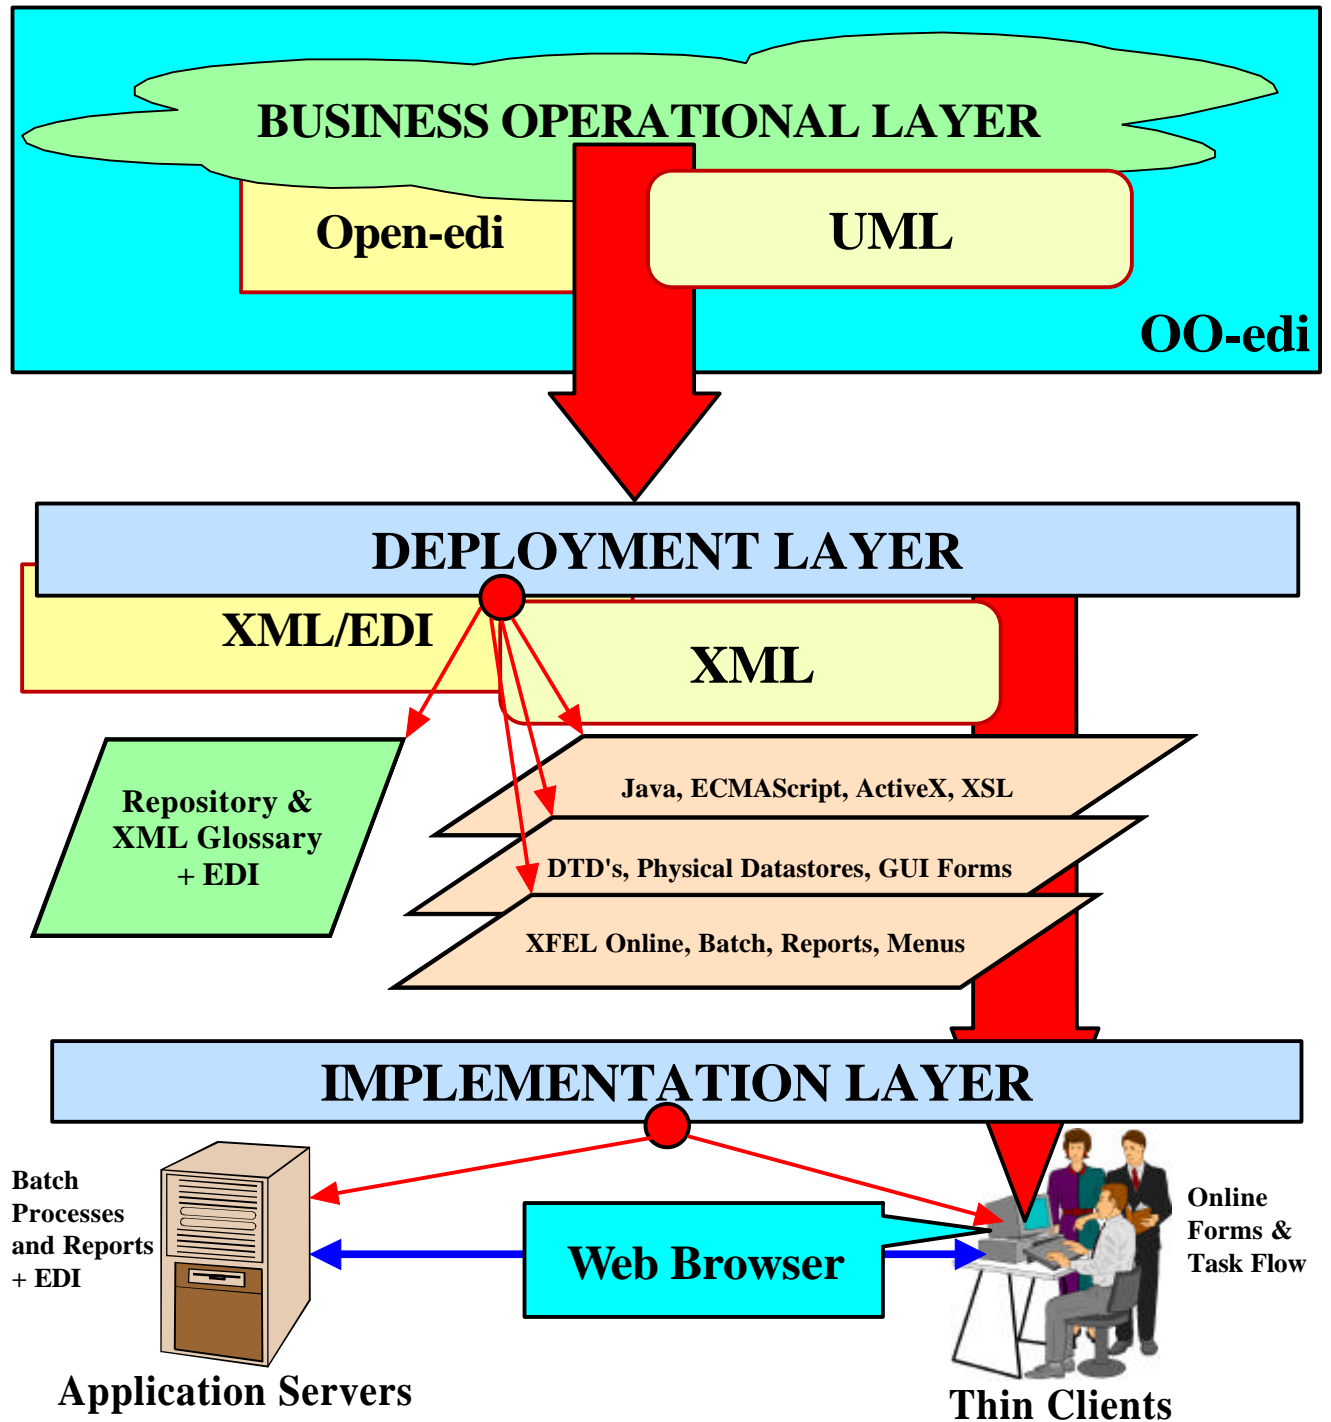 BUSINESS OPERATIONAL LAYER
Open-edi
UML
OO-edi
DEPLOYMENT LAYER
XML/EDI
XML
Repository &
XML Glossary
+ EDI
Java, ECMAScript, ActiveX, XSL
DTD's, Physical Datastores, GUI Forms
XFEL Online, Batch, Reports, Menus
IMPLEMENTATION LAYER
Batch
Processes
and Reports
+ EDI
Web Browser
Online
Forms &
Task Flow
Application Servers
Thin Clients